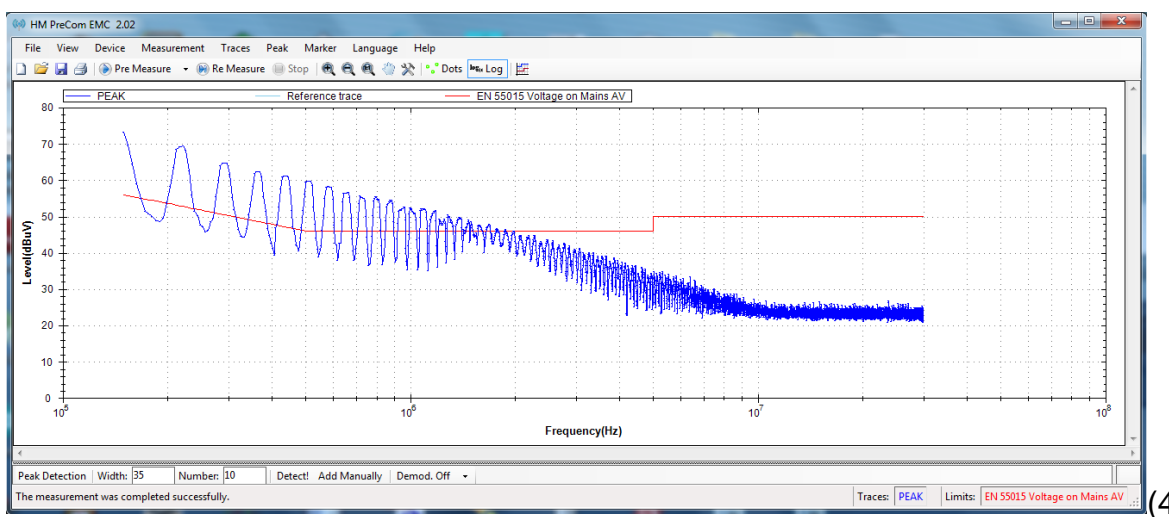 HM PreCom EMC 2.02
File View Device Measurement Traces Peak Marker Language Help
Pre Measure Re Measure Stop Dots Log
PEAK Reference trace EN 55015 Voltage on Mains AV
80
70
60
50
40
30
20
10
0
Level(dBuV)
10^5 10^6 10^7 10^8
Frequency(Hz)
Peak Detection Width: 35 Number: 10 Detect! Add Manually Demod. Off
The measurement was completed successfully. Traces: PEAK Limits: EN 55015 Voltage on Mains AV
(4